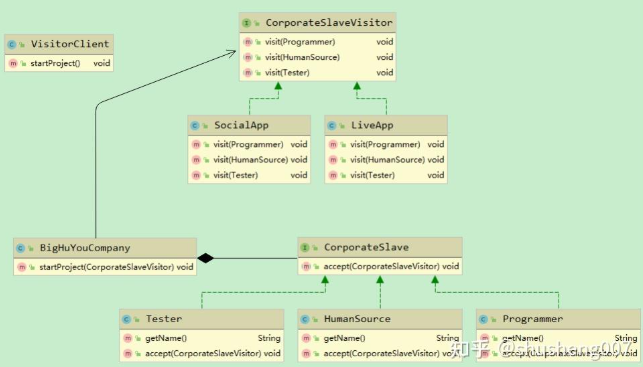 CorporateSlaveVisitor
visit(Programmer) void
visit(HumanSource) void
visit(Tester) void
VisitorClient
startProject() void
SocialApp
visit(Programmer) void
visit(HumanSource) void
visit(Tester) void
LiveApp
visit(Programmer) void
visit(HumanSource) void
visit(Tester) void
BigHuYouCompany
startProject(CorporateSlaveVisitor) void
CorporateSlave
accept(CorporateSlaveVisitor) void
Tester
getName() String
accept(CorporateSlaveVisitor) void
HumanSource
getName() String
accept(CorporateSlaveVisitor) void
Programmer
getName() String
accept(CorporateSlaveVisitor) void
知乎 @shusheng007